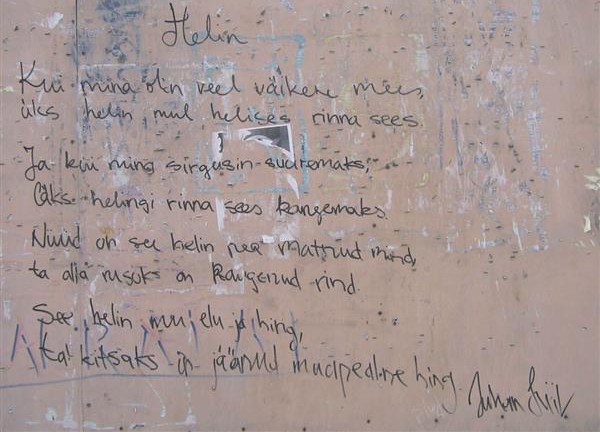 Helin
Kui mina olin veel väikene mees,
üks helin mul helises rinna sees.
Ja kui mina sirgusin suuremaks,
läks helingi rinna sees kangemaks.
Nüüd on see helin pea matnud mind,
ta alla rusuks on kangenud rind.
See helin mu elu ja hing,
tal kitsaks on jäänud maapealne hing.
Juhan Liiv